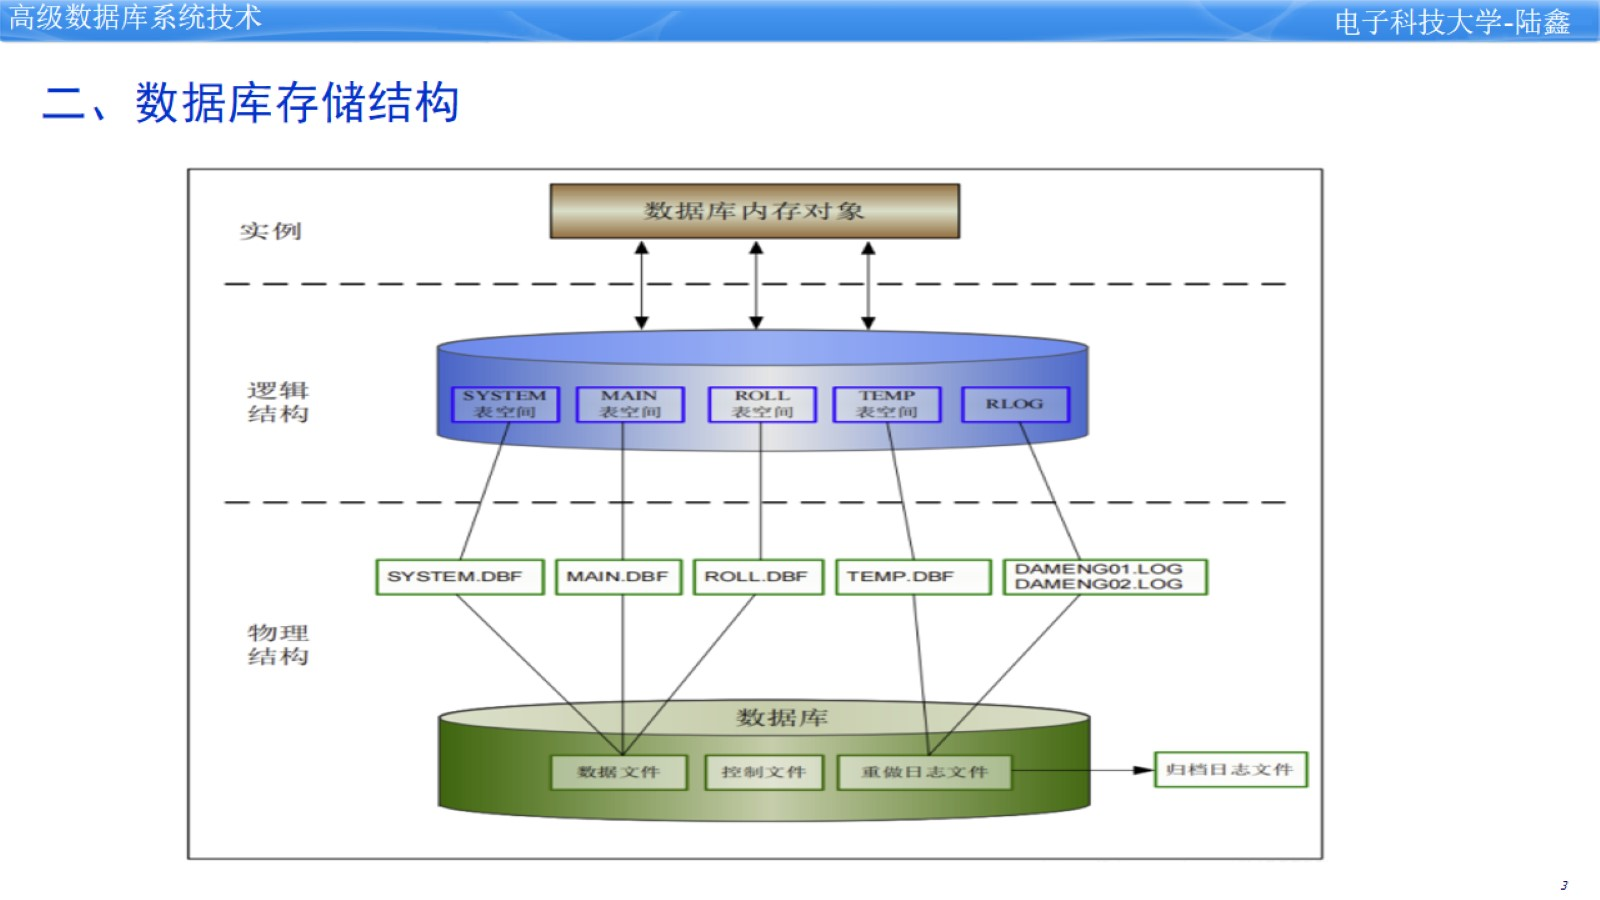 高级数据库系统技术
电子科技大学-陆鑫
二、数据库存储结构
实例
数据库内存对象
逻辑
结构
SYSTEM
表空间
MAIN
表空间
ROLL
表空间
TEMP
表空间
RLOG
物理
结构
SYSTEM.DBF
MAIN.DBF
ROLL.DBF
TEMP.DBF
DAMENG01.LOG
DAMENG02.LOG
数据库
数据文件
控制文件
重做日志文件
归档日志文件
3